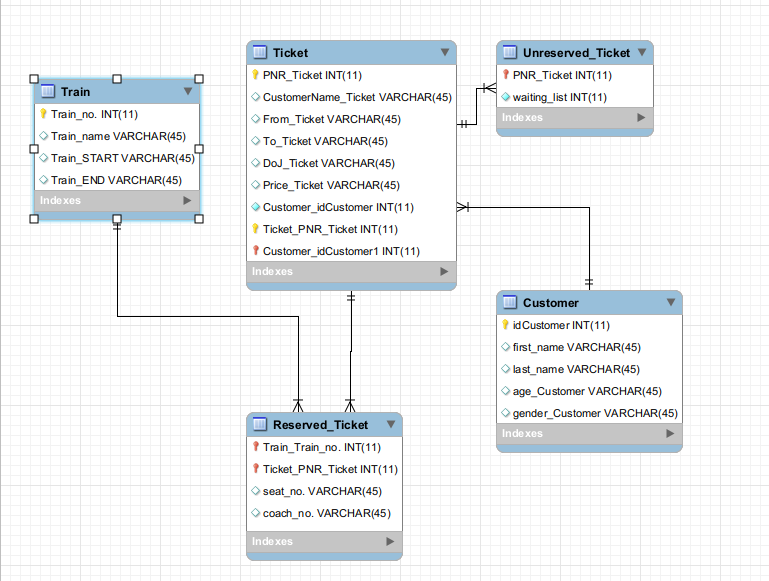 Train
Train_no. INT(11)
Train_name VARCHAR(45)
Train_START VARCHAR(45)
Train_END VARCHAR(45)
Indexes
Ticket
PNR_Ticket INT(11)
CustomerName_Ticket VARCHAR(45)
From_Ticket VARCHAR(45)
To_Ticket VARCHAR(45)
DoJ_Ticket VARCHAR(45)
Price_Ticket VARCHAR(45)
Customer_idCustomer INT(11)
Ticket_PNR_Ticket INT(11)
Customer_idCustomer1 INT(11)
Indexes
Unreserved_Ticket
PNR_Ticket INT(11)
waiting_list INT(11)
Indexes
Customer
idCustomer INT(11)
first_name VARCHAR(45)
last_name VARCHAR(45)
age_Customer VARCHAR(45)
gender_Customer VARCHAR(45)
Indexes
Reserved_Ticket
Train_Train_no. INT(11)
Ticket_PNR_Ticket INT(11)
seat_no. VARCHAR(45)
coach_no. VARCHAR(45)
Indexes